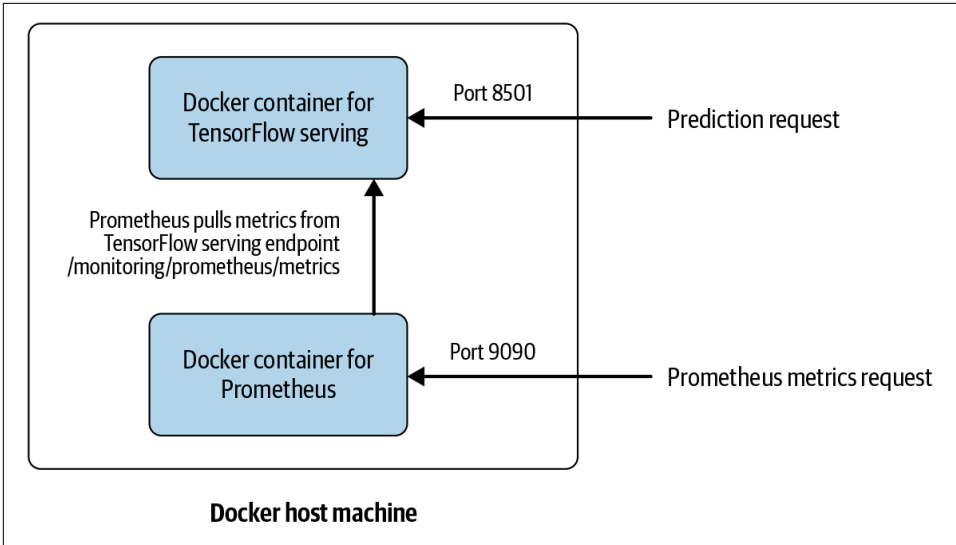 Docker container for
TensorFlow serving
Port 8501
Prediction request
Prometheus pulls metrics from
TensorFlow serving endpoint
/monitoring/prometheus/metrics
Docker container for
Prometheus
Port 9090
Prometheus metrics request
Docker host machine